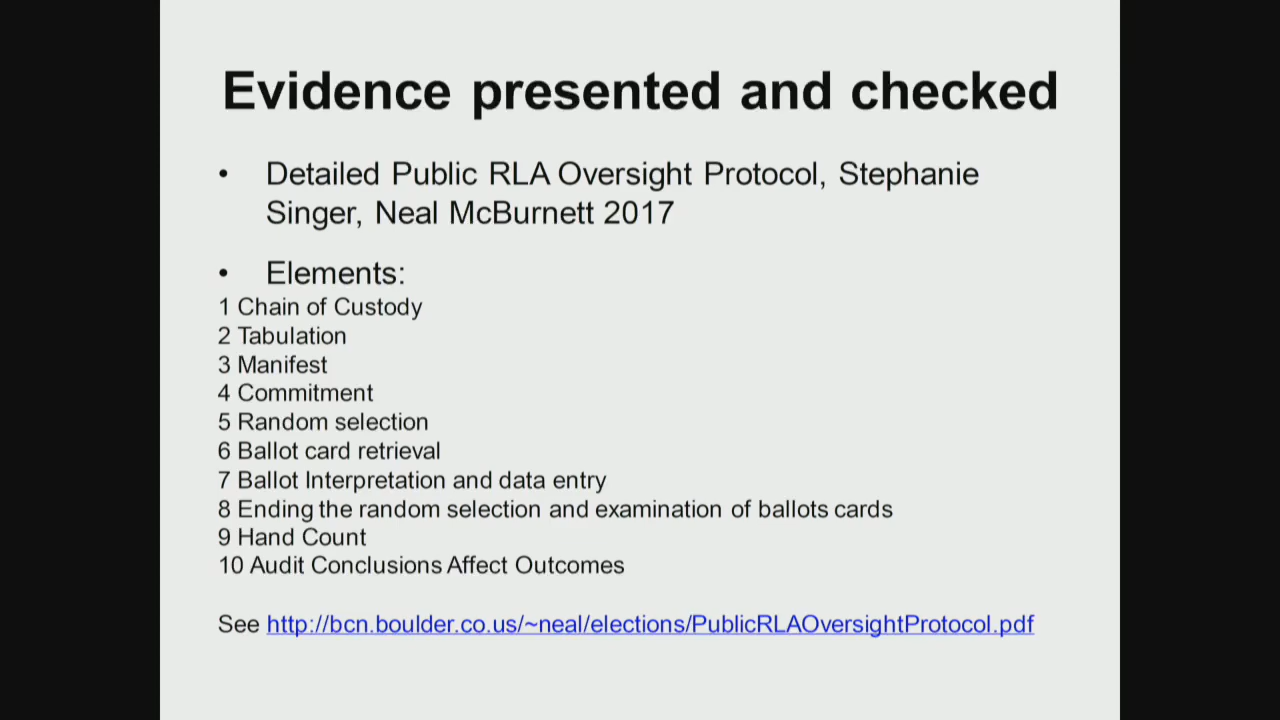 Evidence presented and checked
• Detailed Public RLA Oversight Protocol, Stephanie
Singer, Neal McBurnett 2017
• Elements:
1 Chain of Custody
2 Tabulation
3 Manifest
4 Commitment
5 Random selection
6 Ballot card retrieval
7 Ballot Interpretation and data entry
8 Ending the random selection and examination of ballots cards
9 Hand Count
10 Audit Conclusions Affect Outcomes
See http://bcn.boulder.co.us/~neal/elections/PublicRLAOversightProtocol.pdf